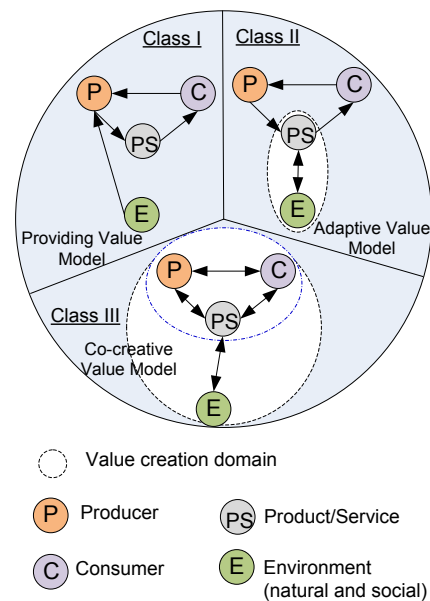 Class I
Class II
P
C
PS
E
Providing Value
Model
P
C
PS
E
Adaptive Value
Model
Class III
P
C
PS
E
Co-creative
Value Model
Value creation domain
P
Producer
PS
Product/Service
C
Consumer
E
Environment
(natural and social)